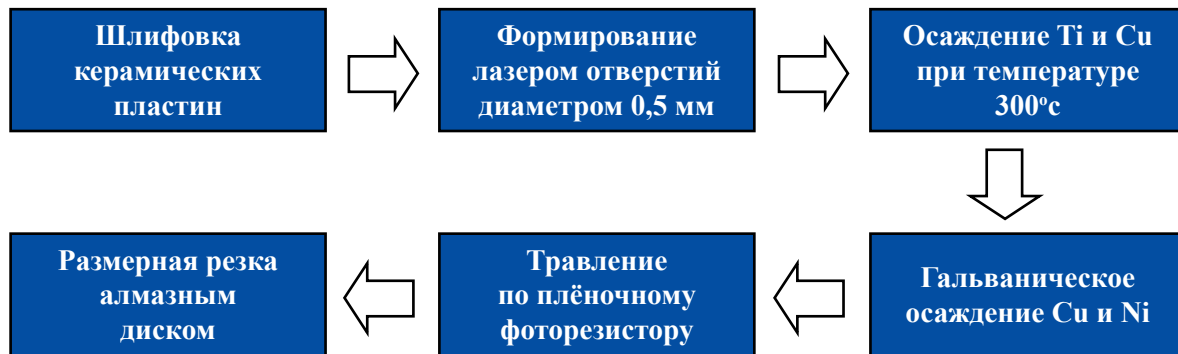 Шлифовка
керамических
пластин
Формирование
лазером отверстий
диаметром 0,5 мм
Осаждение Ti и Cu
при температуре
300°с
Гальваническое
осаждение Cu и Ni
Травление
по плёночному
фоторезистору
Размерная резка
алмазным
диском